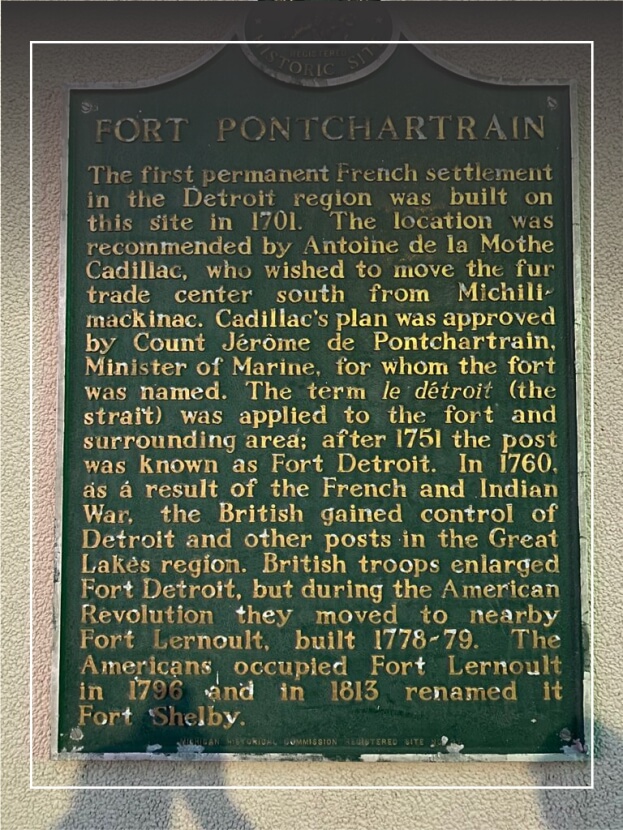 REGISTERED
HISTORIC SITE
FORT PONTCHARTRAIN
The first permanent French settlement
in the Detroit region was built on
this site in 1701. The location was
recommended by Antoine de la Mothe
Cadillac, who wished to move the fur
trade center south from Michili-
mackinac. Cadillac's plan was approved
by Count Jérôme de Pontchartrain,
Minister of Marine, for whom the fort
was named. The term le détroit (the
strait) was applied to the fort and
surrounding area; after 1751 the post
was known as Fort Detroit. In 1760,
as a result of the French and Indian
War, the British gained control of
Detroit and other posts in the Great
Lakes region. British troops enlarged
Fort Detroit, but during the American
Revolution they moved to nearby
Fort Lernoult, built 1778-79. The
Americans occupied Fort Lernoult
in 1796 and in 1813 renamed it
Fort Shelby.
MICHIGAN HISTORICAL COMMISSION REGISTERED SITE